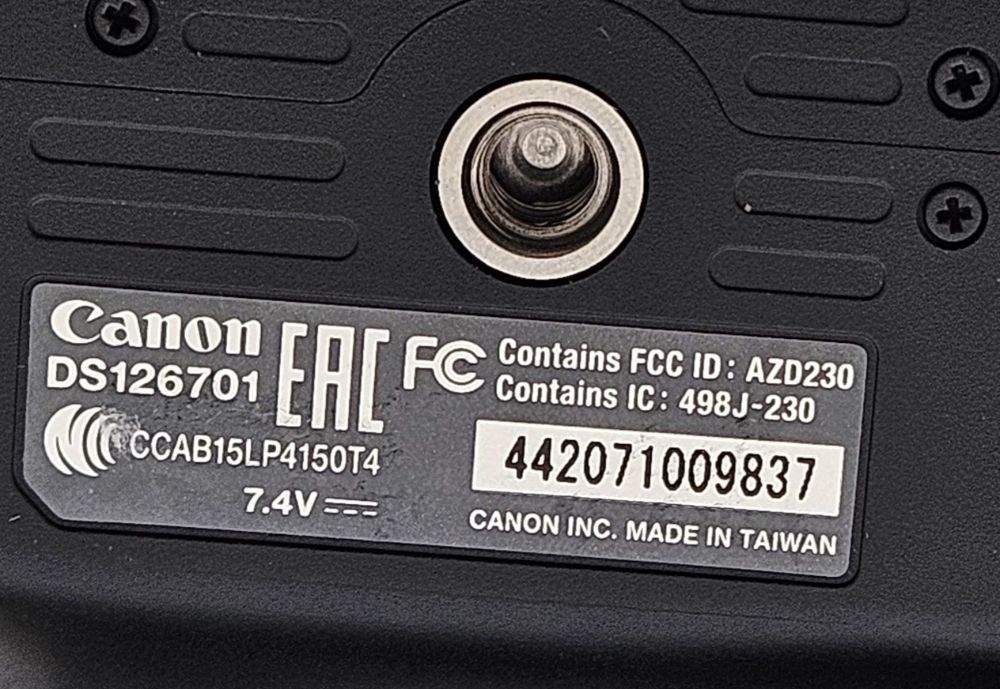 Canon
DS126701
EAC
FC
Contains FCC ID : AZD230
Contains IC : 498J-230
CCAB15LP4150T4
442071009837
7.4V
CANON INC. MADE IN TAIWAN